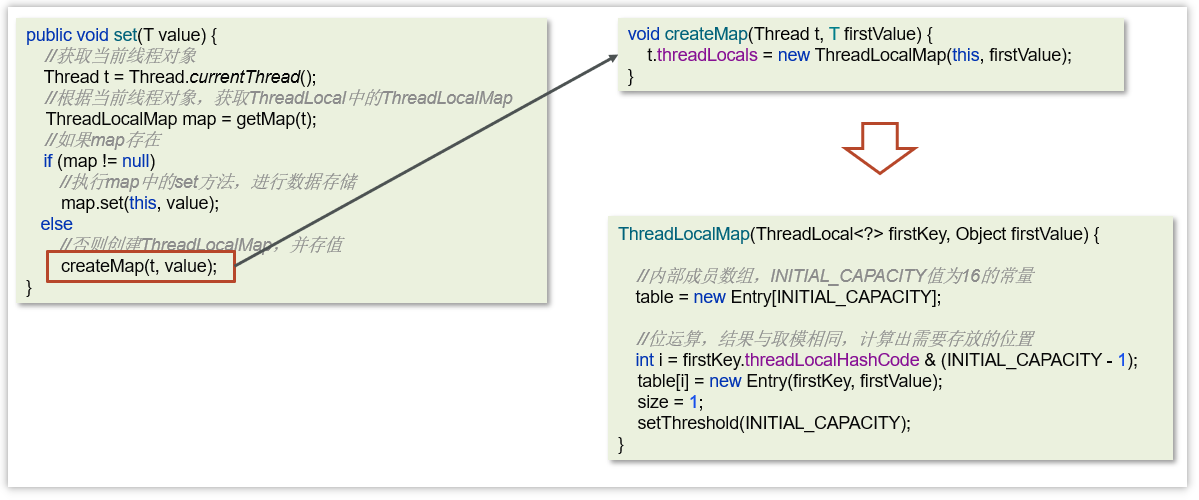 public void set(T value) {
//获取当前线程对象
Thread t = Thread.currentThread();
//根据当前线程对象，获取ThreadLocal中的ThreadLocalMap
ThreadLocalMap map = getMap(t);
//如果map存在
if (map != null)
//执行map中的set方法，进行数据存储
map.set(this, value);
else
//否则创建ThreadLocalMap，并存值
createMap(t, value);
}
void createMap(Thread t, T firstValue) {
t.threadLocals = new ThreadLocalMap(this, firstValue);
}
ThreadLocalMap(ThreadLocal<?> firstKey, Object firstValue) {
//内部成员数组，INITIAL_CAPACITY值为16的常量
table = new Entry[INITIAL_CAPACITY];
//位运算，结果与取模相同，计算出需要存放的位置
int i = firstKey.threadLocalHashCode & (INITIAL_CAPACITY - 1);
table[i] = new Entry(firstKey, firstValue);
size = 1;
setThreshold(INITIAL_CAPACITY);
}